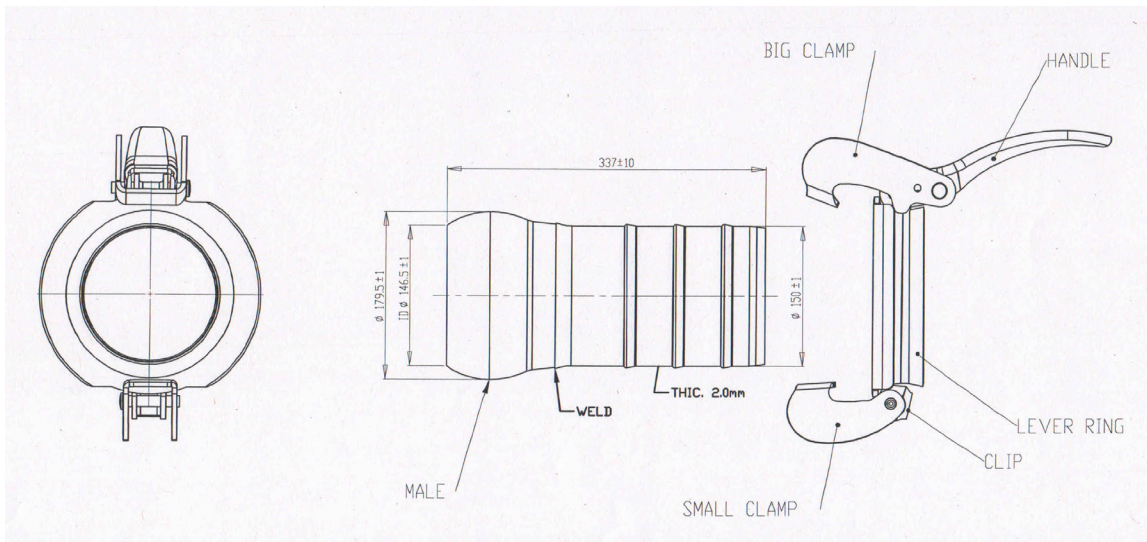 BIG CLAMP
HANDLE
337±10
Ø 179.5 ±1
ID Ø 146.5 ±1
Ø 150 ±1
WELD
THIC. 2.0mm
LEVER RING
CLIP
MALE
SMALL CLAMP